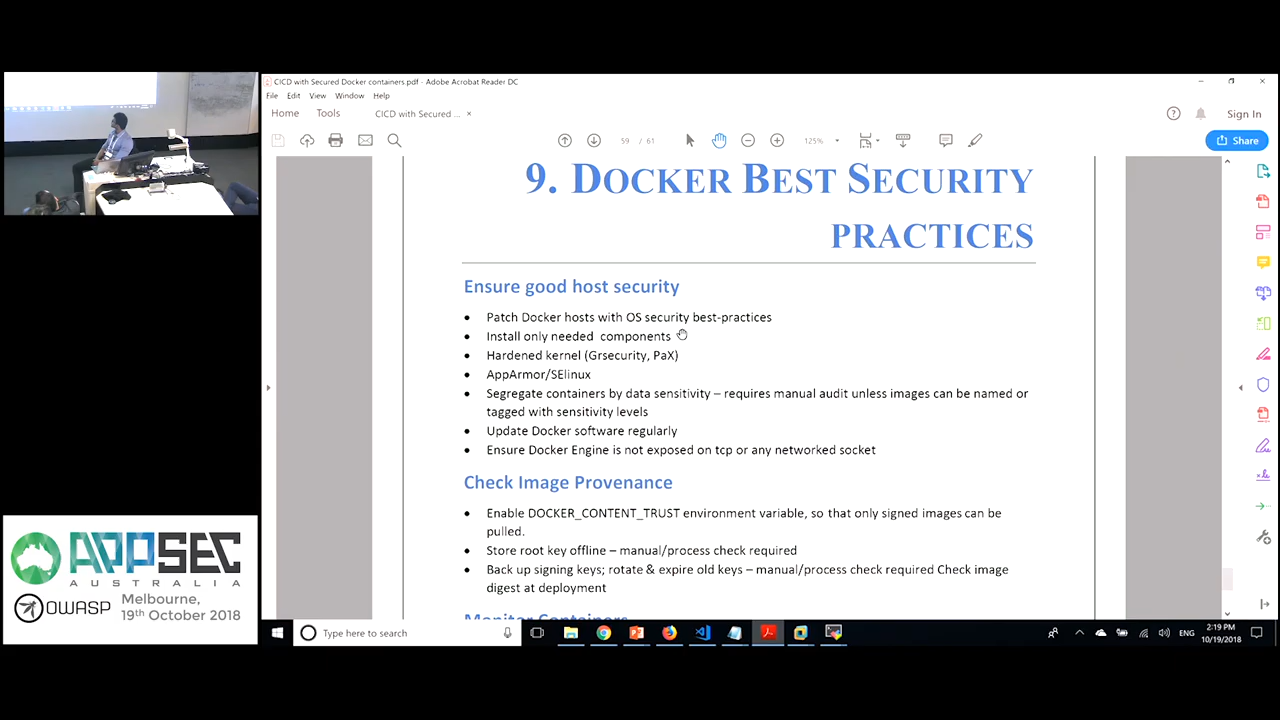 CICD with Secured Docker containers.pdf - Adobe Acrobat Reader DC
File Edit View Window Help
Home Tools CICD with Secured ... × Sign In
59 / 61 125% Share
9. DOCKER BEST SECURITY
PRACTICES
Ensure good host security
• Patch Docker hosts with OS security best-practices
• Install only needed components
• Hardened kernel (Grsecurity, PaX)
• AppArmor/SElinux
• Segregate containers by data sensitivity – requires manual audit unless images can be named or
tagged with sensitivity levels
• Update Docker software regularly
• Ensure Docker Engine is not exposed on tcp or any networked socket
Check Image Provenance
• Enable DOCKER_CONTENT_TRUST environment variable, so that only signed images can be
pulled.
• Store root key offline – manual/process check required
• Back up signing keys; rotate & expire old keys – manual/process check required Check image
digest at deployment
Monitor Containers
APPSEC
AUSTRALIA
OWASP
Melbourne,
19th October 2018
Type here to search
ENG
2:19 PM
10/19/2018